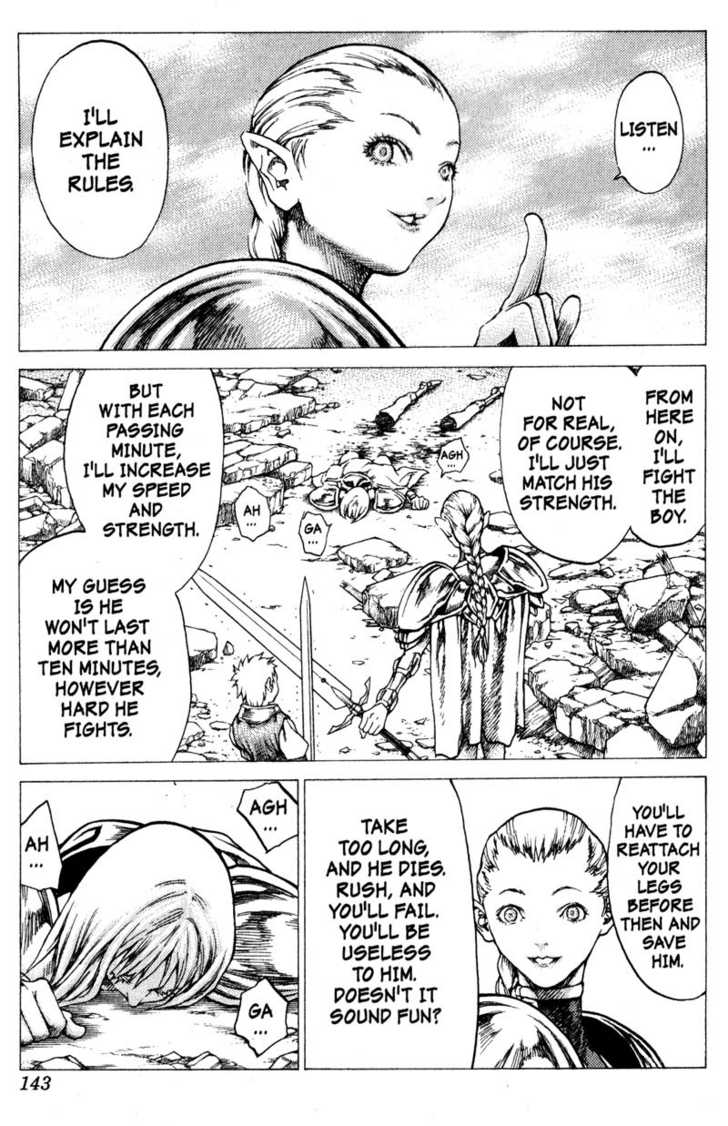 LISTEN
...
I'LL
EXPLAIN
THE
RULES.
FROM
HERE
ON,
I'LL
FIGHT
THE
BOY.
NOT
FOR REAL,
OF COURSE.
I'LL JUST
MATCH HIS
STRENGTH.
AGH
...
GA
...
AH
...
BUT
WITH EACH
PASSING
MINUTE,
I'LL INCREASE
MY SPEED
AND
STRENGTH.
MY GUESS
IS HE
WON'T LAST
MORE THAN
TEN MINUTES,
HOWEVER
HARD HE
FIGHTS.
YOU'LL
HAVE TO
REATTACH
YOUR
LEGS
BEFORE
THEN AND
SAVE
HIM.
TAKE
TOO LONG,
AND HE DIES.
RUSH, AND
YOU'LL FAIL.
YOU'LL BE
USELESS
TO HIM.
DOESN'T IT
SOUND FUN?
AGH
...
AH
...
GA
...
143